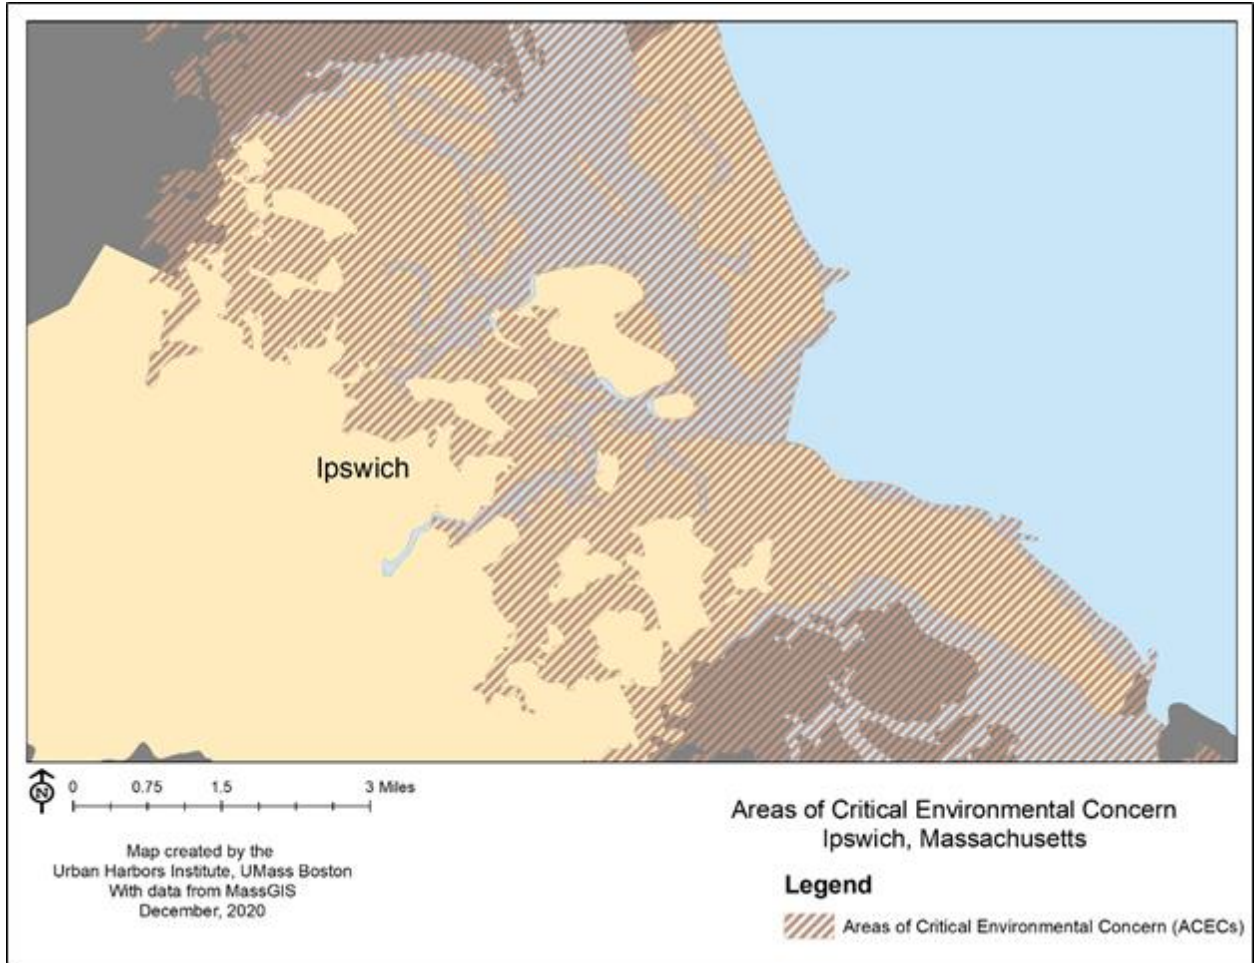 Ipswich
N
0 0.75 1.5 3 Miles
Map created by the
Urban Harbors Institute, UMass Boston
With data from MassGIS
December, 2020
Areas of Critical Environmental Concern
Ipswich, Massachusetts
Legend
Areas of Critical Environmental Concern (ACECs)